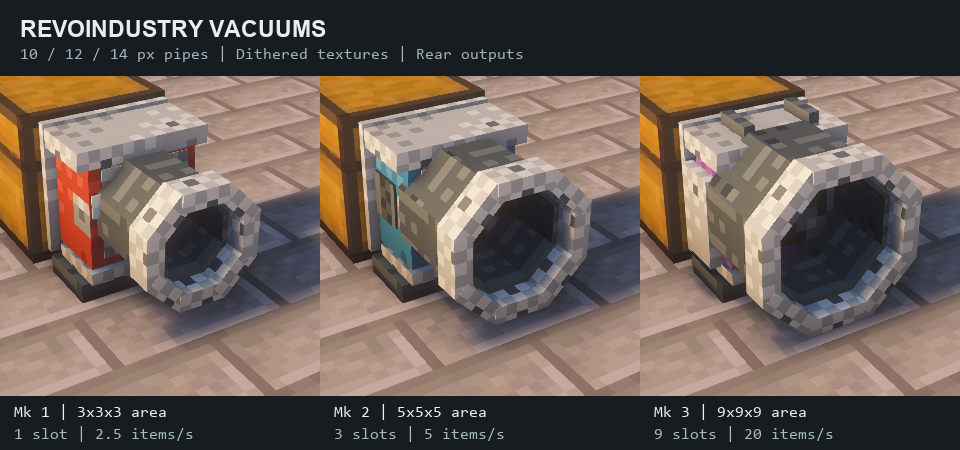 REVOINDUSTRY VACUUMS
10 / 12 / 14 px pipes | Dithered textures | Rear outputs
Mk 1 | 3x3x3 area
1 slot | 2.5 items/s
Mk 2 | 5x5x5 area
3 slots | 5 items/s
Mk 3 | 9x9x9 area
9 slots | 20 items/s